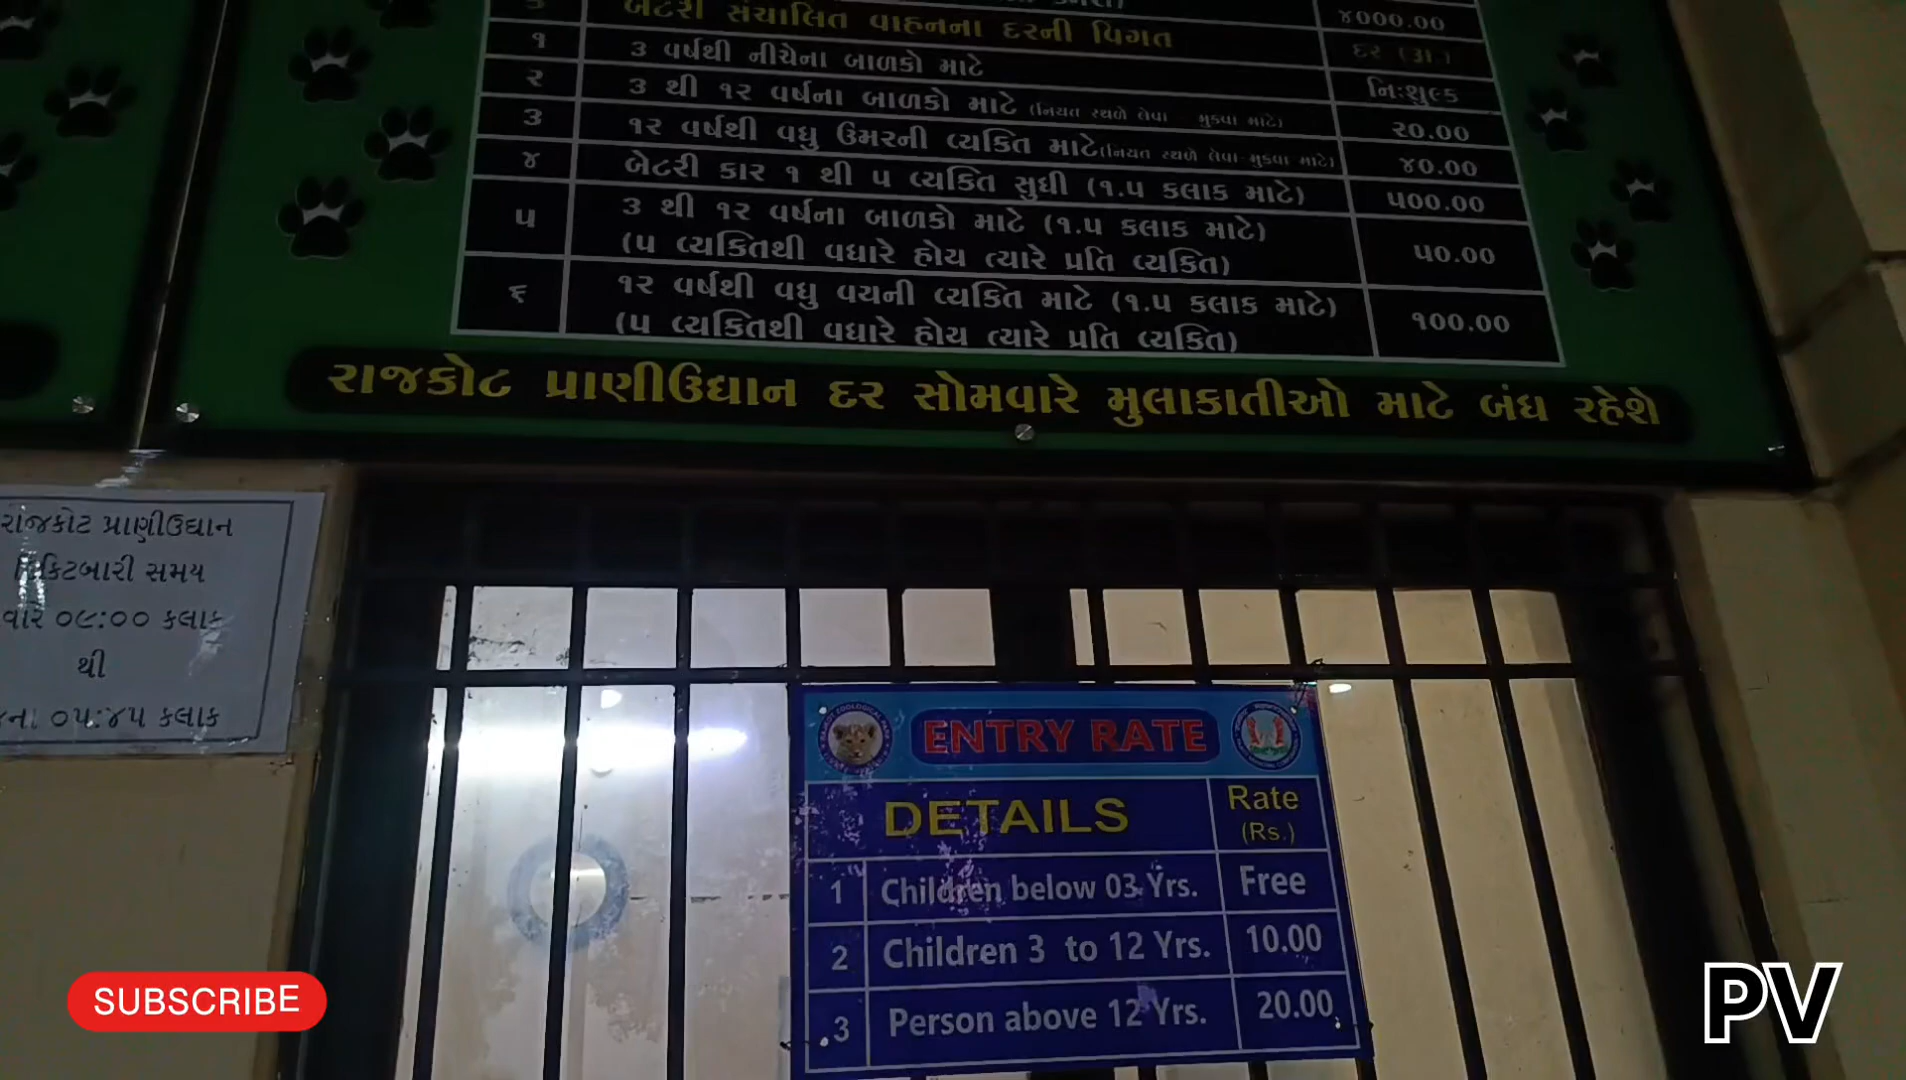 ૪૦૦૦.૦૦
બેટરી સંચાલિત વાહનના દરની વિગત દર (રૂા.)
૧ ૩ વર્ષથી નીચેના બાળકો માટે નિઃશુલ્ક
૨ ૩ થી ૧૨ વર્ષના બાળકો માટે (નિયત સ્થળે લેવા મુકવા માટે) ૨૦.૦૦
૩ ૧૨ વર્ષથી વધુ ઉંમરની વ્યક્તિ માટે(નિયત સ્થળે લેવા-મુકવા માટે) ૪૦.૦૦
૪ બેટરી કાર ૧ થી ૫ વ્યક્તિ સુધી (૧.૫ કલાક માટે) ૫૦૦.૦૦
૫ ૩ થી ૧૨ વર્ષના બાળકો માટે (૧.૫ કલાક માટે)
(૫ વ્યક્તિથી વધારે હોય ત્યારે પ્રતિ વ્યક્તિ) ૫૦.૦૦
૬ ૧૨ વર્ષથી વધુ વયની વ્યક્તિ માટે (૧.૫ કલાક માટે)
(૫ વ્યક્તિથી વધારે હોય ત્યારે પ્રતિ વ્યક્તિ) ૧૦૦.૦૦
રાજકોટ પ્રાણીઉદ્યાન દર સોમવારે મુલાકાતીઓ માટે બંધ રહેશે
રાજકોટ પ્રાણીઉદ્યાન
સમય
૦૯:૦૦ કલાક
થી
૦૫:૪૫ કલાક
ENTRY RATE
DETAILS Rate
(Rs.)
1 Children below 03 Yrs. Free
2 Children 3 to 12 Yrs. 10.00
3 Person above 12 Yrs. 20.00
SUBSCRIBE
PV